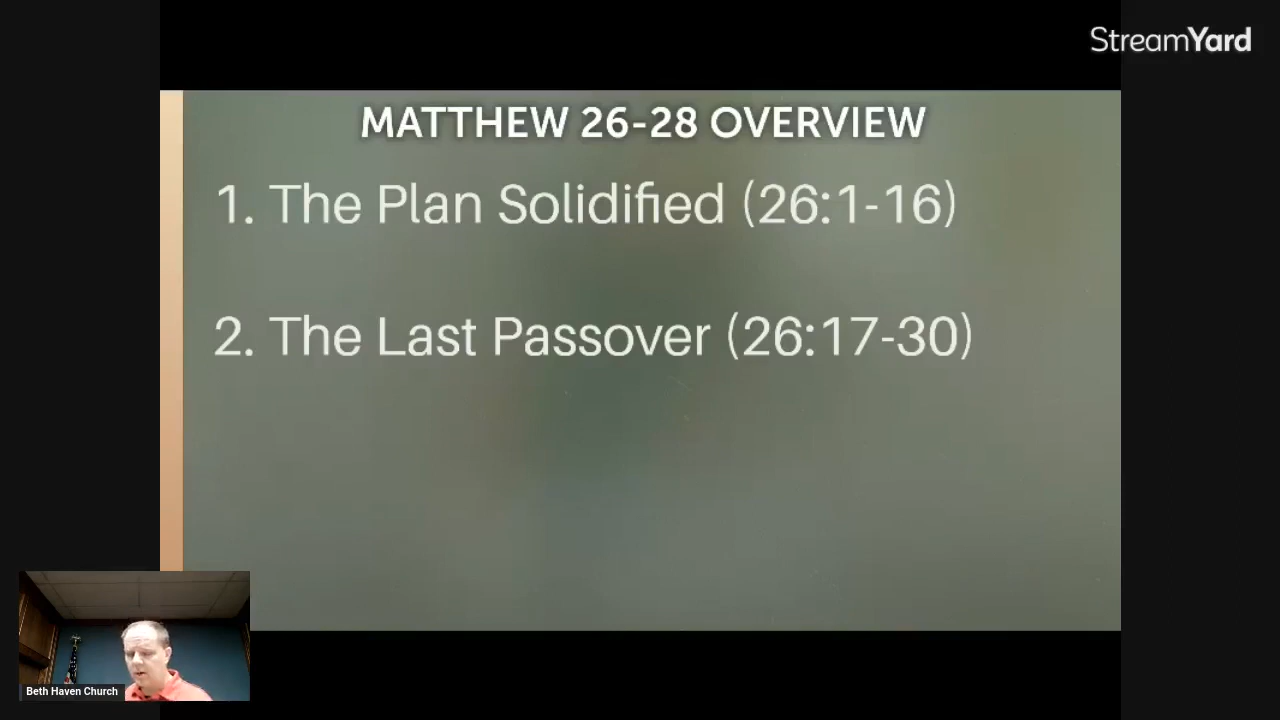 StreamYard
MATTHEW 26-28 OVERVIEW
1. The Plan Solidified (26:1-16)
2. The Last Passover (26:17-30)
Beth Haven Church